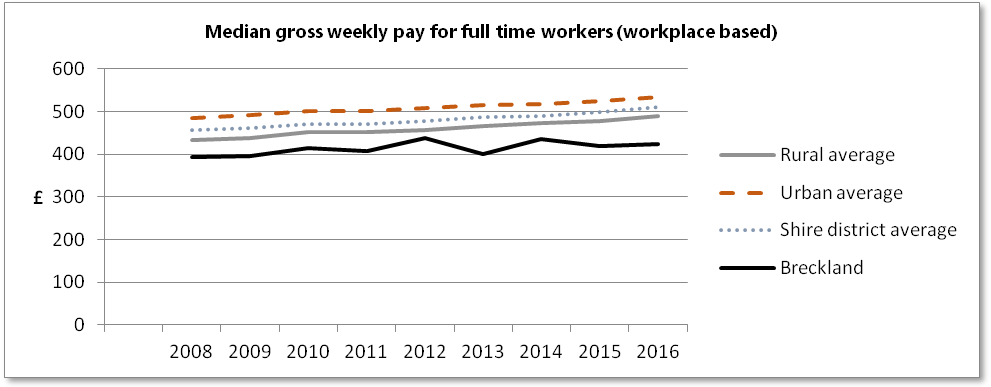 Median gross weekly pay for full time workers (workplace based)
600
500
400
300
200
100
0
£
2008 2009 2010 2011 2012 2013 2014 2015 2016
Rural average
Urban average
Shire district average
Breckland